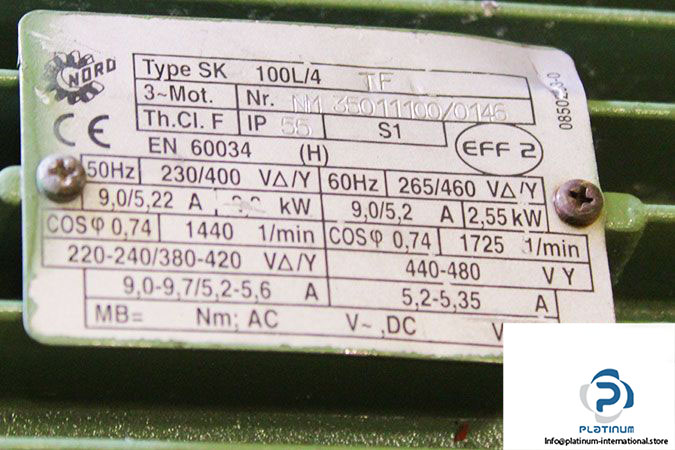 NORD
Type SK 100L/4 TF
3~Mot. Nr. NM 35011100/0146
Th.Cl. F IP 55 S1
CE EN 60034 (H) EFF 2
50Hz 230/400 V△/Y 60Hz 265/460 V△/Y
9,0/5,22 A kW 9,0/5,2 A 2,55 kW
COSφ 0,74 1440 1/min COSφ 0,74 1725 1/min
220-240/380-420 V△/Y 440-480 V Y
9,0-9,7/5,2-5,6 A 5,2-5,35 A
MB= Nm; AC V~ ,DC V
PLATINUM
Info@platinum-international.store